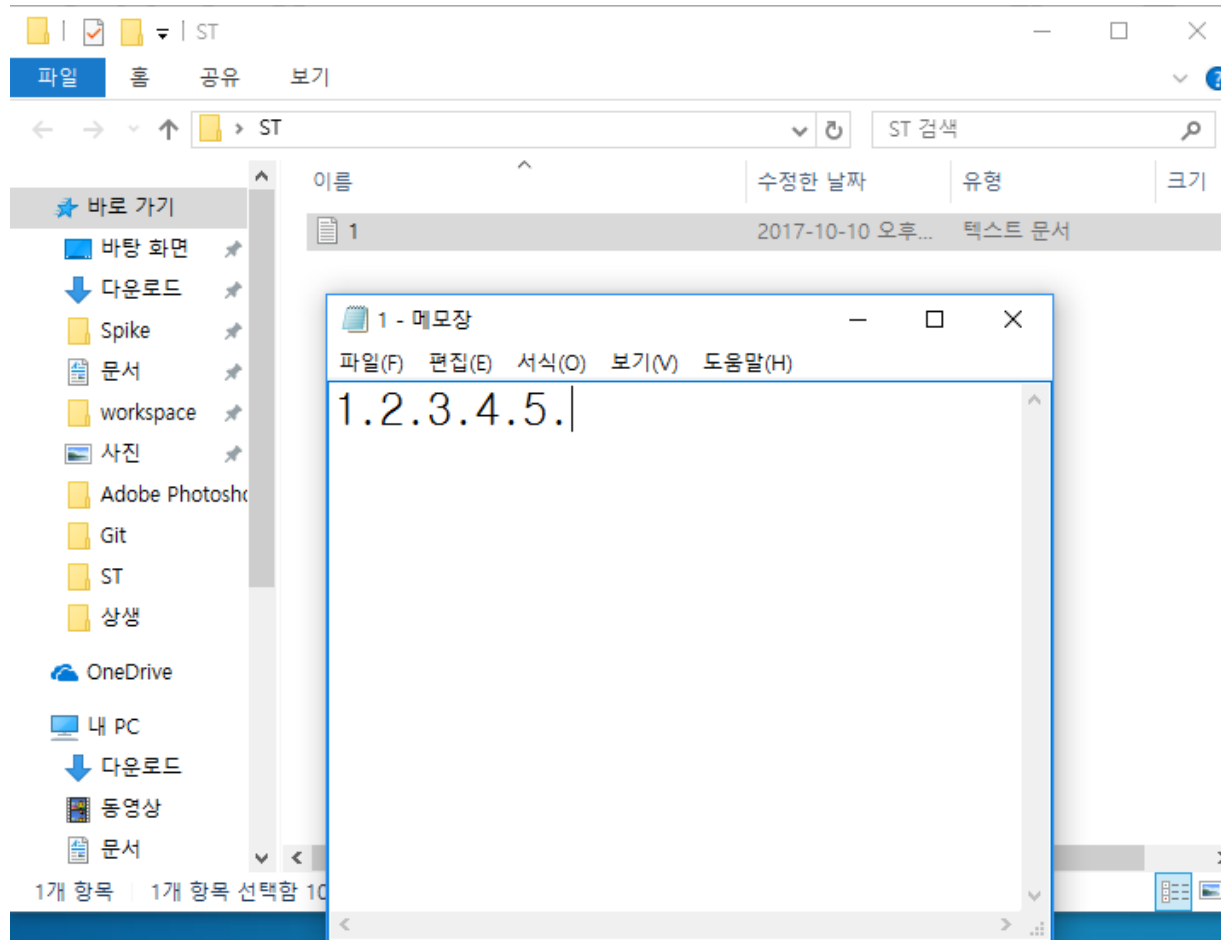 ST
파일 홈 공유 보기
ST
ST 검색
이름 수정한 날짜 유형 크기
1 2017-10-10 오후... 텍스트 문서
바로 가기
바탕 화면
다운로드
Spike
문서
workspace
사진
Adobe Photosho
Git
ST
상생
OneDrive
내 PC
다운로드
동영상
문서
1개 항목 1개 항목 선택함 10
1 - 메모장
파일(F) 편집(E) 서식(O) 보기(V) 도움말(H)
1.2.3.4.5.